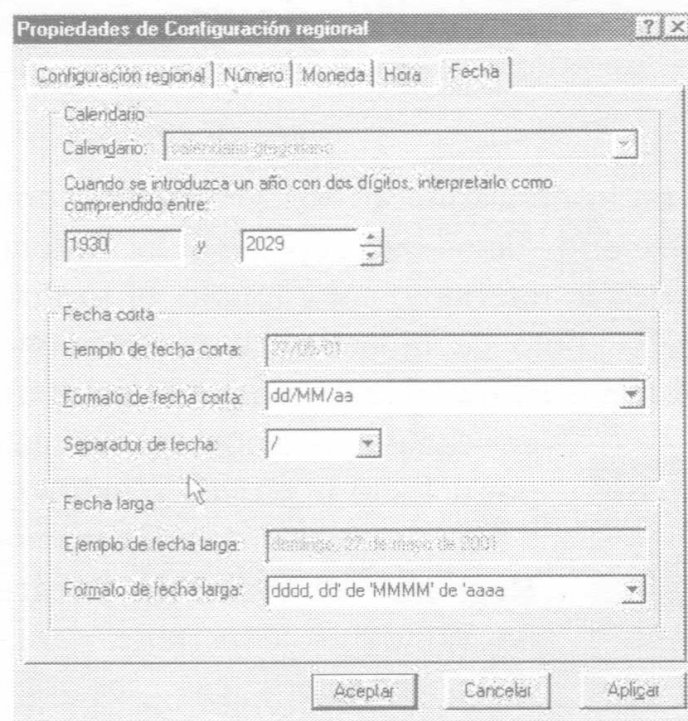 Propiedades de Configuración regional
Configuración regional Número Moneda Hora Fecha
Calendario
Calendario: calendario gregoriano
Cuando se introduzca un año con dos dígitos, interpretarlo como
comprendido entre:
1930 y 2029
Fecha corta
Ejemplo de fecha corta: 27/05/01
Formato de fecha corta: dd/MM/aa
Separador de fecha: /
Fecha larga
Ejemplo de fecha larga: domingo, 27 de mayo de 2001
Formato de fecha larga: dddd, dd' de 'MMMM' de 'aaaa
Aceptar Cancelar Aplicar